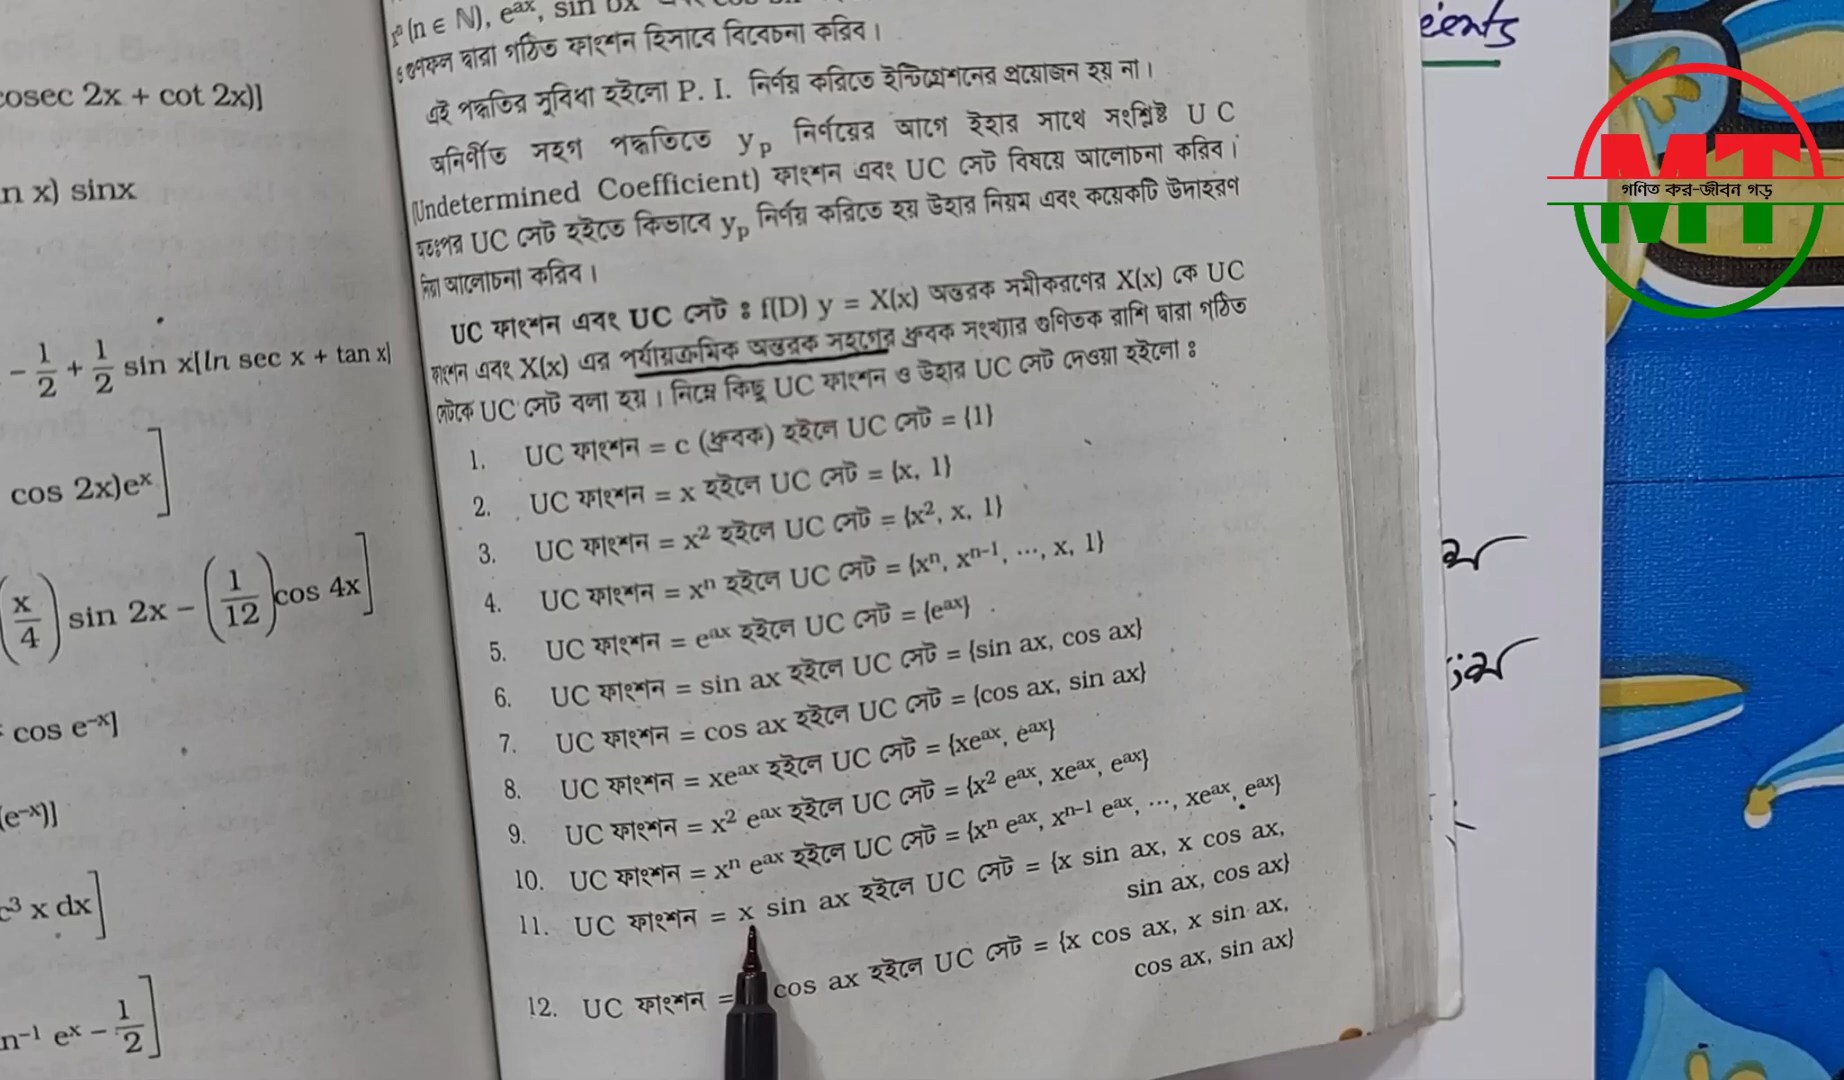 cosec 2x + cot 2x)]
n x) sinx
- 1/2 + 1/2 sin x[ln sec x + tan x]
cos 2x)eˣ]
(x/4) sin 2x - (1/12) cos 4x]
cos e⁻ˣ]
(e⁻ˣ)]
c³ x dx]
n⁻¹ eˣ - 1/2]
(n ∈ ℕ), eᵃˣ, sin bx
দ্বারা গঠিত ফাংশন হিসাবে বিবেচনা করিব।
এই পদ্ধতির সুবিধা হইলো P. I. নির্ণয় করিতে ইন্টিগ্রেশনের প্রয়োজন হয় না।
অনির্ণীত সহগ পদ্ধতিতে yₚ নির্ণয়ের আগে ইহার সাথে সংশ্লিষ্ট U C
(Undetermined Coefficient) ফাংশন এবং UC সেট বিষয়ে আলোচনা করিব।
অতঃপর UC সেট হইতে কিভাবে yₚ নির্ণয় করিতে হয় উহার নিয়ম এবং কয়েকটি উদাহরণ
নিয়া আলোচনা করিব।
UC ফাংশন এবং UC সেট ঃ f(D) y = X(x) অন্তরক সমীকরণের X(x) কে UC
ফাংশন এবং X(x) এর পর্যায়ক্রমিক অন্তরক সহগের ধ্রুবক সংখ্যার গুণিতক রাশি দ্বারা গঠিত
সেটকে UC সেট বলা হয়। নিম্নে কিছু UC ফাংশন ও উহার UC সেট দেওয়া হইলো ঃ
1. UC ফাংশন = c (ধ্রুবক) হইলে UC সেট = {1}
2. UC ফাংশন = x হইলে UC সেট = {x, 1}
3. UC ফাংশন = x² হইলে UC সেট = {x², x, 1}
4. UC ফাংশন = xⁿ হইলে UC সেট = {xⁿ, xⁿ⁻¹, ..., x, 1}
5. UC ফাংশন = eᵃˣ হইলে UC সেট = {eᵃˣ}
6. UC ফাংশন = sin ax হইলে UC সেট = {sin ax, cos ax}
7. UC ফাংশন = cos ax হইলে UC সেট = {cos ax, sin ax}
8. UC ফাংশন = xeᵃˣ হইলে UC সেট = {xeᵃˣ, eᵃˣ}
9. UC ফাংশন = x² eᵃˣ হইলে UC সেট = {x² eᵃˣ, xeᵃˣ, eᵃˣ}
10. UC ফাংশন = xⁿ eᵃˣ হইলে UC সেট = {xⁿ eᵃˣ, xⁿ⁻¹ eᵃˣ, ..., xeᵃˣ, eᵃˣ}
11. UC ফাংশন = x sin ax হইলে UC সেট = {x sin ax, x cos ax,
sin ax, cos ax}
12. UC ফাংশন = cos ax হইলে UC সেট = {x cos ax, x sin ax,
cos ax, sin ax}
ients
MT
গণিত কর-জীবন গড়
MT